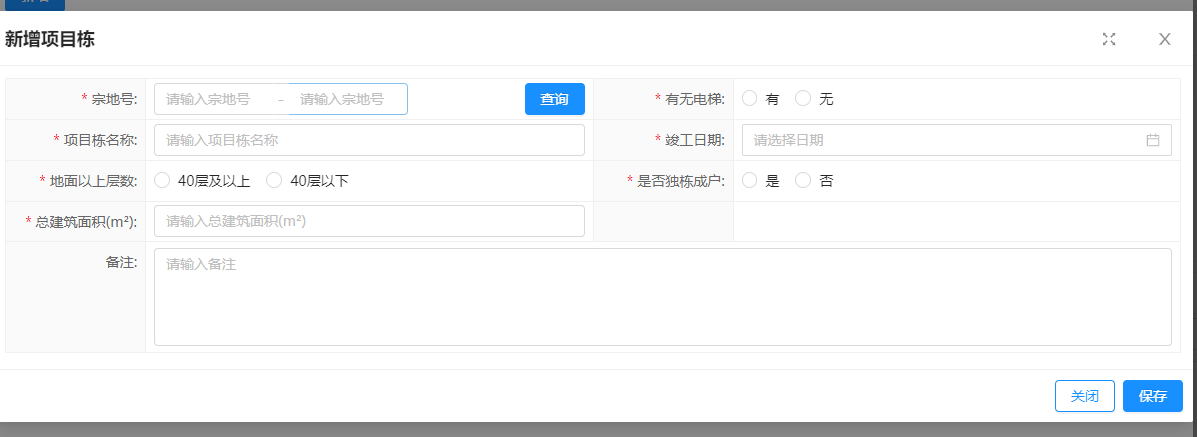 新增项目栋
* 宗地号: 请输入宗地号 - 请输入宗地号 查询 * 有无电梯: 有 无
* 项目栋名称: 请输入项目栋名称 * 竣工日期: 请选择日期
* 地面以上层数: 40层及以上 40层以下 * 是否独栋成户: 是 否
* 总建筑面积(m²): 请输入总建筑面积(m²)
备注: 请输入备注
关闭 保存